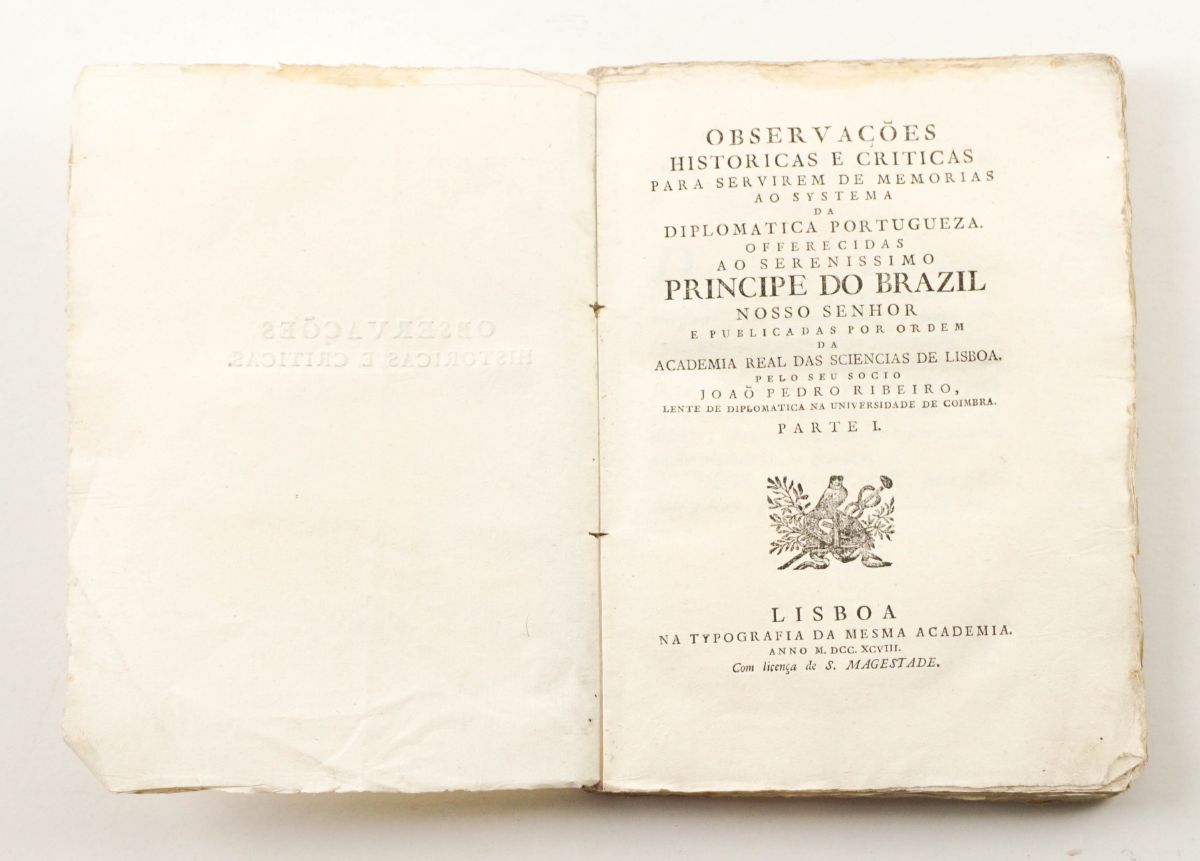 OBSERVAÇÕES
HISTORICAS E CRITICAS.
OBSERVAÇÕES
HISTORICAS E CRITICAS
PARA SERVIREM DE MEMORIAS
AO SYSTEMA
DA
DIPLOMATICA PORTUGUEZA.
OFFERECIDAS
AO SERENISSIMO
PRINCIPE DO BRAZIL
NOSSO SENHOR
E PUBLICADAS POR ORDEM
DA
ACADEMIA REAL DAS SCIENCIAS DE LISBOA.
PELO SEU SOCIO
JOAÕ PEDRO RIBEIRO,
LENTE DE DIPLOMATICA NA UNIVERSIDADE DE COIMBRA.
PARTE I.
LISBOA
NA TYPOGRAFIA DA MESMA ACADEMIA.
ANNO M. DCC. XCVIII.
Com licença de S. MAGESTADE.